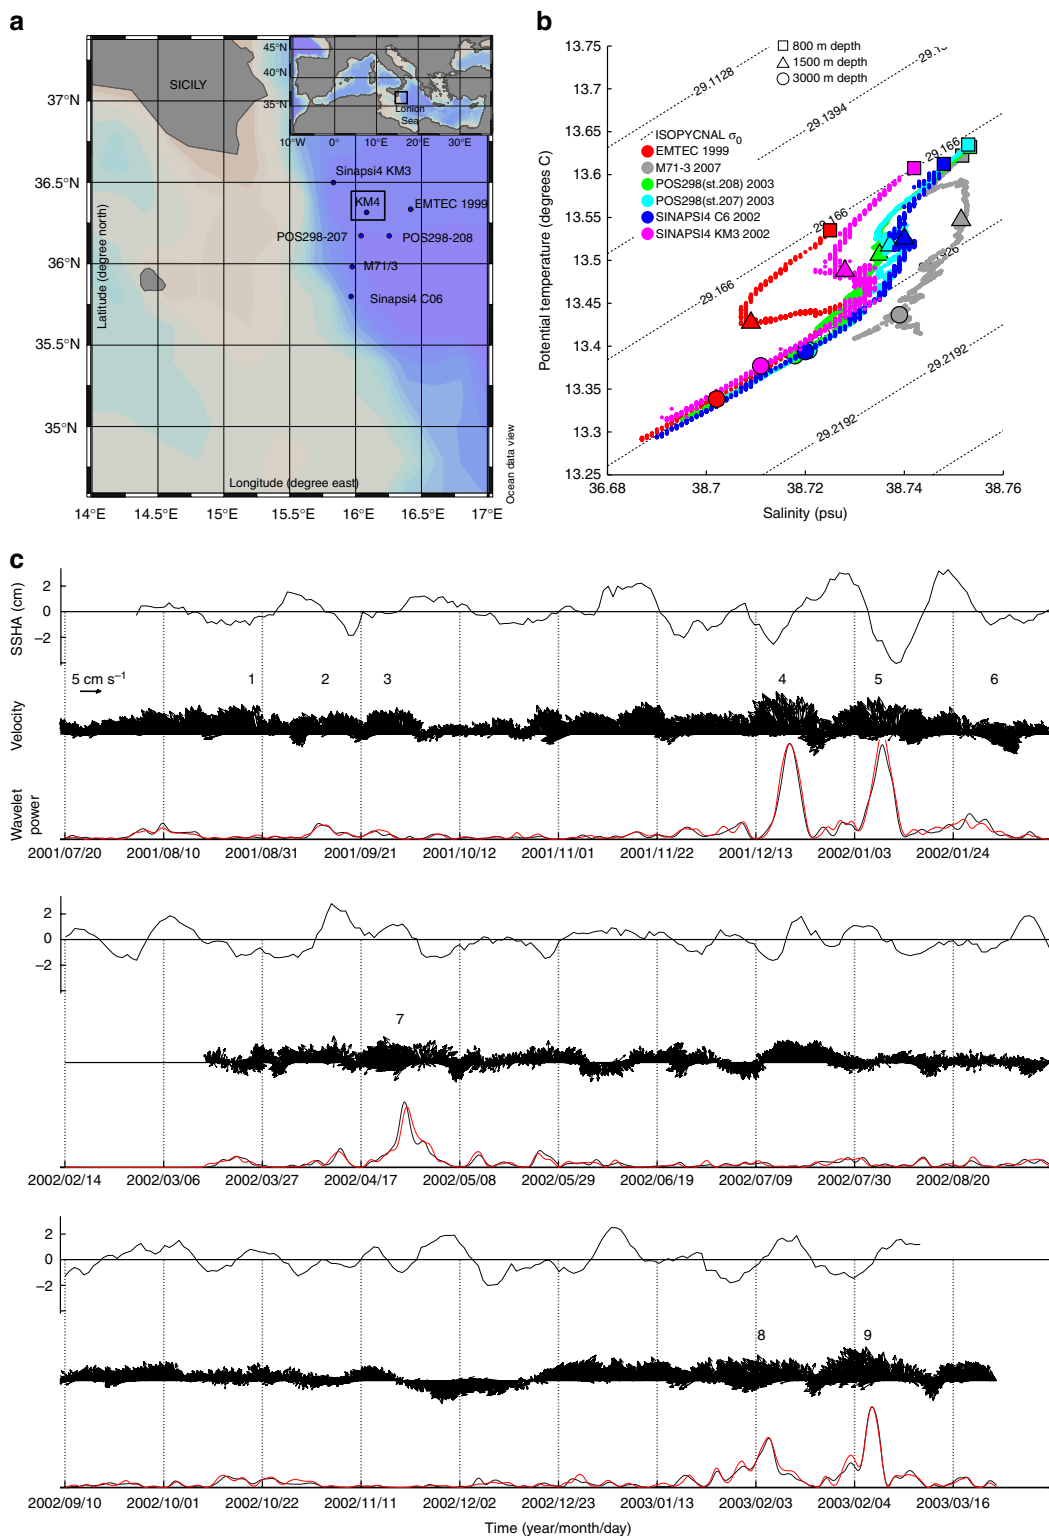 a
SICILY
45°N
40°N
35°N
Ionian
Sea
10°W
0°
10°E
20°E
30°E
37°N
36.5°N
36°N
35.5°N
35°N
Latitude (degree north)
Sinapsi4 KM3
KM4
EMTEC 1999
POS298-207
POS298-208
M71/3
Sinapsi4 C06
Longitude (degree east)
Ocean data view
14°E
14.5°E
15°E
15.5°E
16°E
16.5°E
17°E
b
Potential temperature (degrees C)
13.75
13.7
13.65
13.6
13.55
13.5
13.45
13.4
13.35
13.3
13.25
800 m depth
1500 m depth
3000 m depth
ISOPYCNAL σ0
EMTEC 1999
M71-3 2007
POS298(st.208) 2003
POS298(st.207) 2003
SINAPSI4 C6 2002
SINAPSI4 KM3 2002
29.1128
29.1394
29.166
29.166
29.166
29.2192
29.2192
36.68
38.7
38.72
38.74
38.76
Salinity (psu)
c
SSHA (cm)
2
0
−2
5 cm s−1
1 2 3 4 5 6
Velocity
Wavelet
power
2001/07/20 2001/08/10 2001/08/31 2001/09/21 2001/10/12 2001/11/01 2001/11/22 2001/12/13 2002/01/03 2002/01/24
2
0
−2
7
2002/02/14 2002/03/06 2002/03/27 2002/04/17 2002/05/08 2002/05/29 2002/06/19 2002/07/09 2002/07/30 2002/08/20
2
0
−2
8 9
2002/09/10 2002/10/01 2002/10/22 2002/11/11 2002/12/02 2002/12/23 2003/01/13 2003/02/03 2003/02/04 2003/03/16
Time (year/month/day)